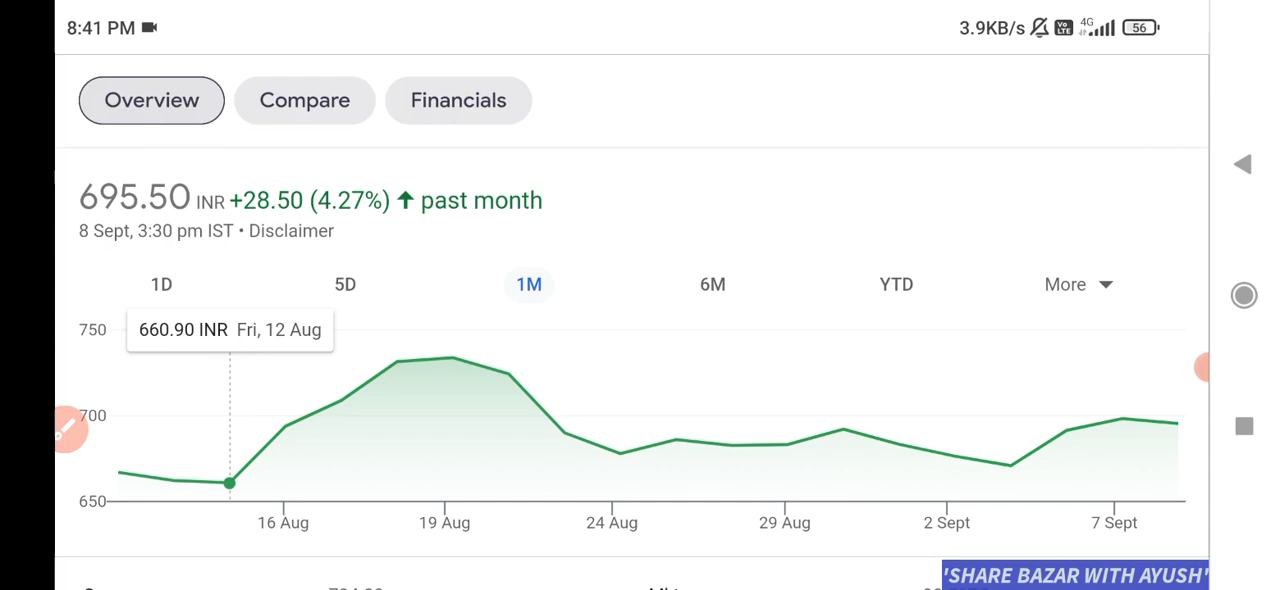 8:41 PM 3.9KB/s Vo LTE 4G 56
Overview Compare Financials
695.50 INR +28.50 (4.27%) ↑ past month
8 Sept, 3:30 pm IST • Disclaimer
1D 5D 1M 6M YTD More
750
660.90 INR Fri, 12 Aug
700
650
16 Aug 19 Aug 24 Aug 29 Aug 2 Sept 7 Sept
'SHARE BAZAR WITH AYUSH'